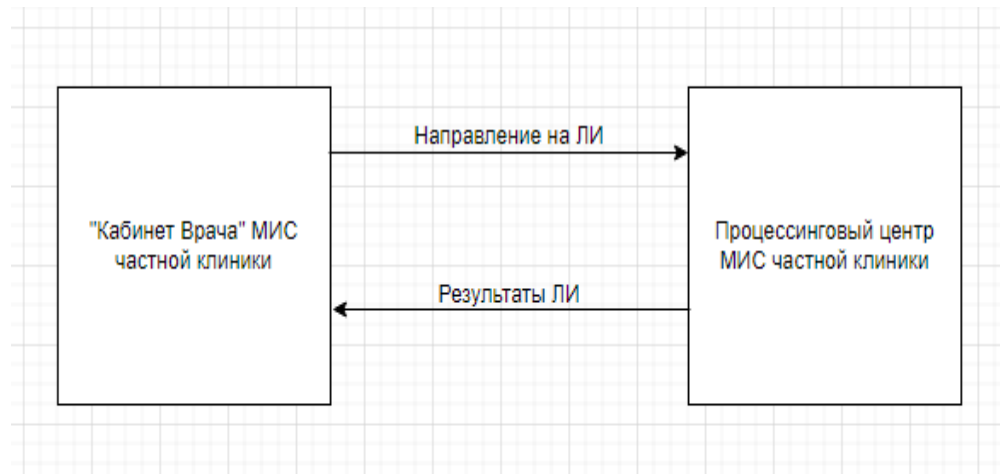 Направление на ЛИ
"Кабинет Врача" МИС
частной клиники
Процессинговый центр
МИС частной клиники
Результаты ЛИ